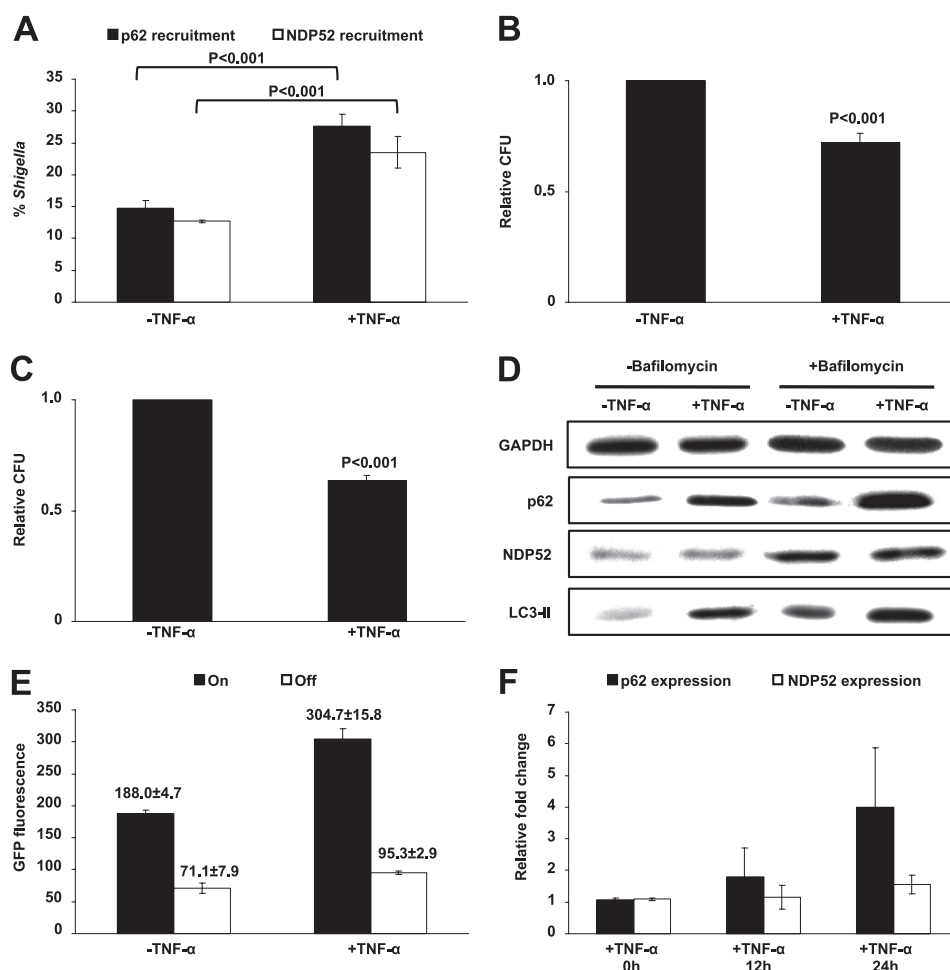 A
p62 recruitment NDP52 recruitment
P<0.001
P<0.001
35
30
25
20
15
10
5
0
% Shigella
-TNF-α +TNF-α
B
1.0
0.5
0
Relative CFU
P<0.001
-TNF-α +TNF-α
C
1.0
0.5
0
Relative CFU
P<0.001
-TNF-α +TNF-α
D
-Bafilomycin +Bafilomycin
-TNF-α +TNF-α -TNF-α +TNF-α
GAPDH
p62
NDP52
LC3-II
E
On Off
350
300
250
200
150
100
50
0
GFP fluorescence
188.0±4.7
71.1±7.9
304.7±15.8
95.3±2.9
-TNF-α +TNF-α
F
p62 expression NDP52 expression
7
6
5
4
3
2
1
0
Relative fold change
+TNF-α +TNF-α +TNF-α
0h 12h 24h